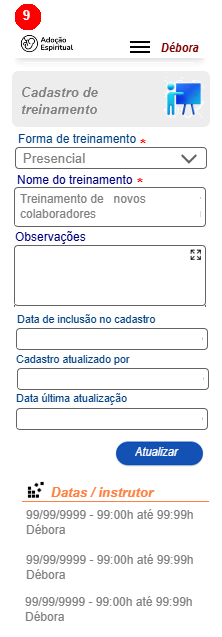 9
Adoção
Espiritual
Débora
Cadastro de
treinamento
Forma de treinamento *
Presencial
Nome do treinamento *
Treinamento de novos
colaboradores
Observações
Data de inclusão no cadastro
Cadastro atualizado por
Data última atualização
Atualizar
Datas / instrutor
99/99/9999 - 99:00h até 99:99h
Débora
99/99/9999 - 99:00h até 99:99h
Débora
99/99/9999 - 99:00h até 99:99h
Débora